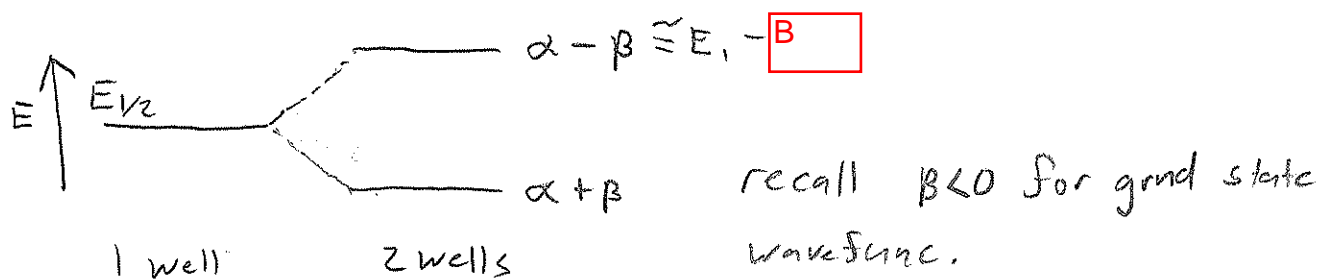 α - β ≅ E₁ - B
E E1/2
α + β recall β<0 for grnd state
1 well 2 wells wavefunc.